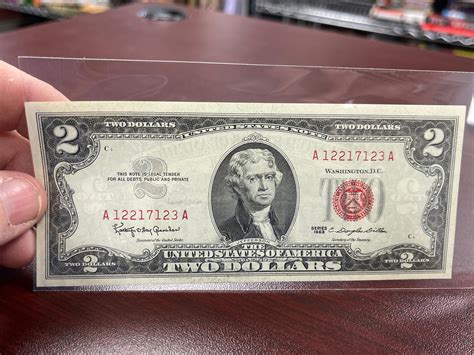 TWO DOLLARS TWO DOLLARS
2 UNITED STATES NOTE 2
C
THIS NOTE IS LEGAL TENDER
FOR ALL DEBTS, PUBLIC AND PRIVATE
2
A 12217123 A
WASHINGTON, D.C.
TWO
A 12217123 A
SERIES
1963
C
Treasurer of the United States.
Secretary of the Treasury.
THE
UNITED STATES OF AMERICA
2 TWO DOLLARS 2